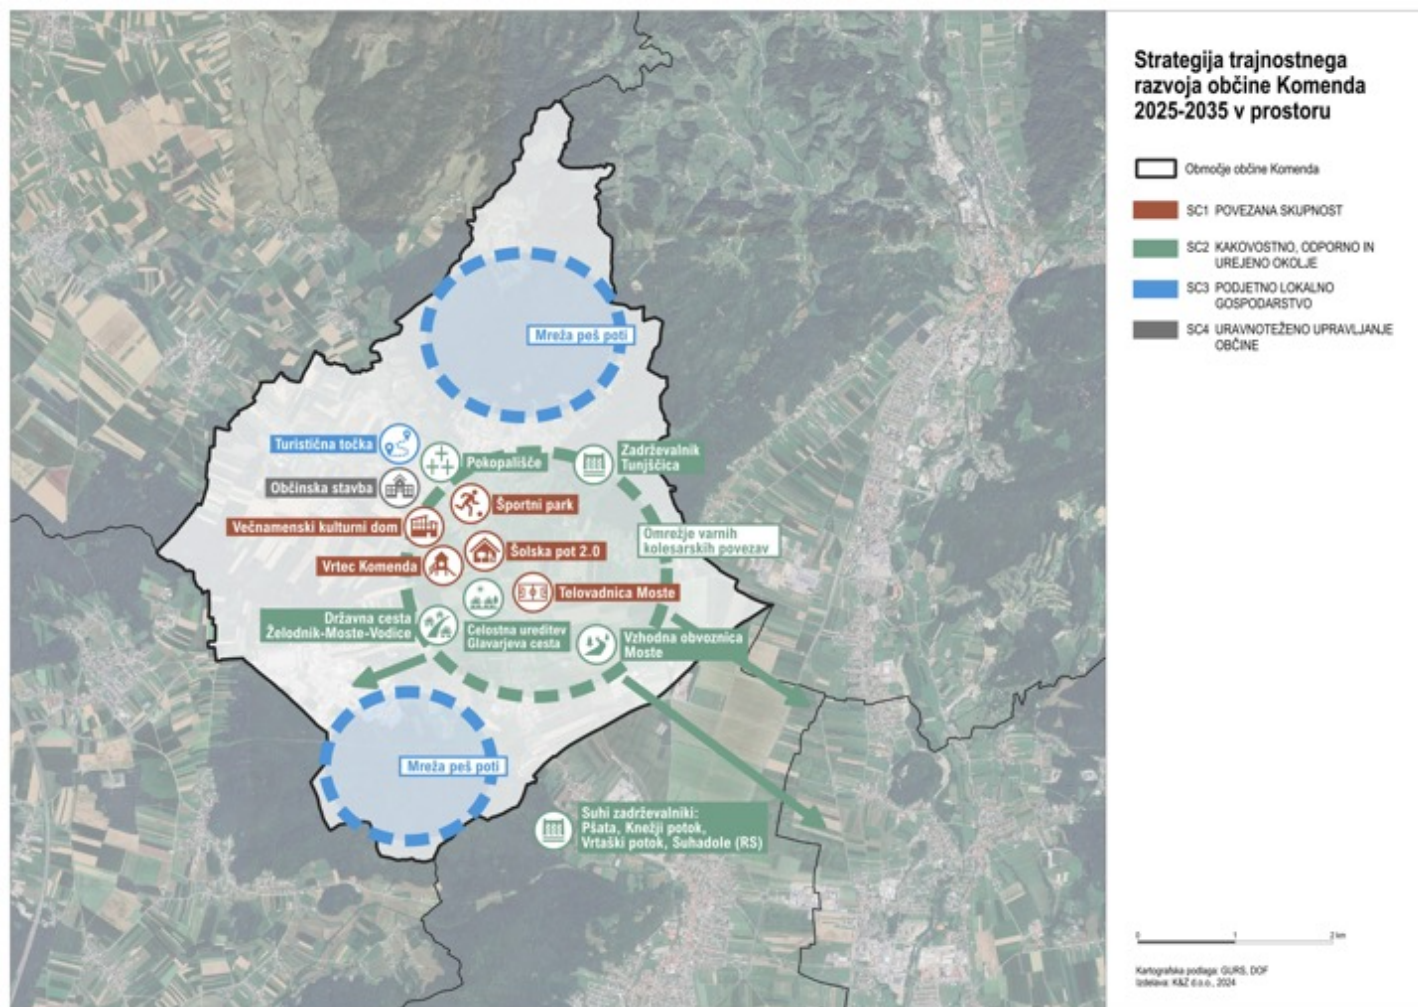 Strategija trajnostnega
razvoja občine Komenda
2025-2035 v prostoru
Območje občine Komenda
SC1 POVEZANA SKUPNOST
SC2 KAKOVOSTNO, ODPORNO IN
UREJENO OKOLJE
SC3 PODJETNO LOKALNO
GOSPODARSTVO
SC4 URAVNOTEŽENO UPRAVLJANJE
OBČINE
Mreža peš poti
Turistična točka
Pokopališče
Zadrževalnik
Tunjščica
Občinska stavba
Športni park
Večnamenski kulturni dom
Omrežje varnih
kolesarskih povezav
Šolska pot 2.0
Vrtec Komenda
Telovadnica Moste
Državna cesta
Želodnik-Moste-Vodice
Celostna ureditev
Glavarjeva cesta
Vzhodna obvoznica
Moste
Mreža peš poti
Suhi zadrževalniki:
Pšata, Knežji potok,
Vrtaški potok, Suhadole (RS)
0 1 2 km
Kartografska podlaga: GURS, DOF
Izdelava: K&Z d.o.o., 2024